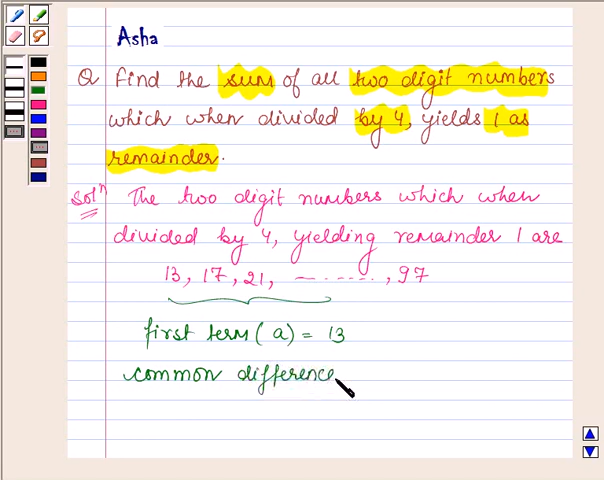 Asha
Q Find the sum of all two digit numbers
which when divided by 4, yields 1 as
remainder.
Solⁿ The two digit numbers which when
divided by 4, yielding remainder 1 are
13, 17, 21, ---------, 97
first term (a) = 13
common difference